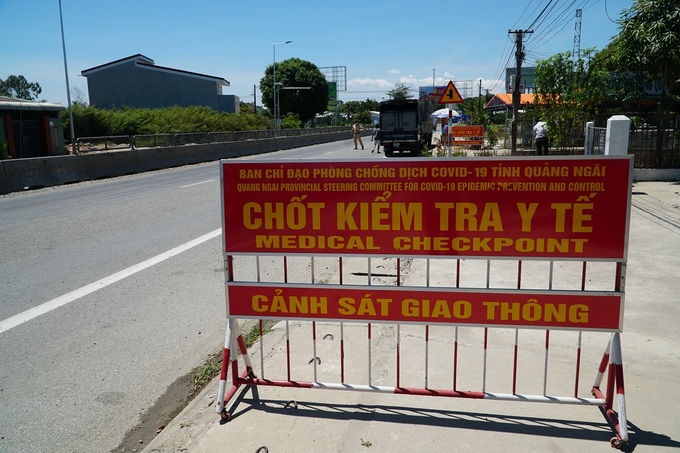 BAN CHỈ ĐẠO PHÒNG CHỐNG DỊCH COVID-19 TỈNH QUẢNG NGÃI
QUANG NGAI PROVINCIAL STEERING COMMITTEE FOR COVID-19 EPIDEMIC PREVENTION AND CONTROL
CHỐT KIỂM TRA Y TẾ
MEDICAL CHECKPOINT
CẢNH SÁT GIAO THÔNG